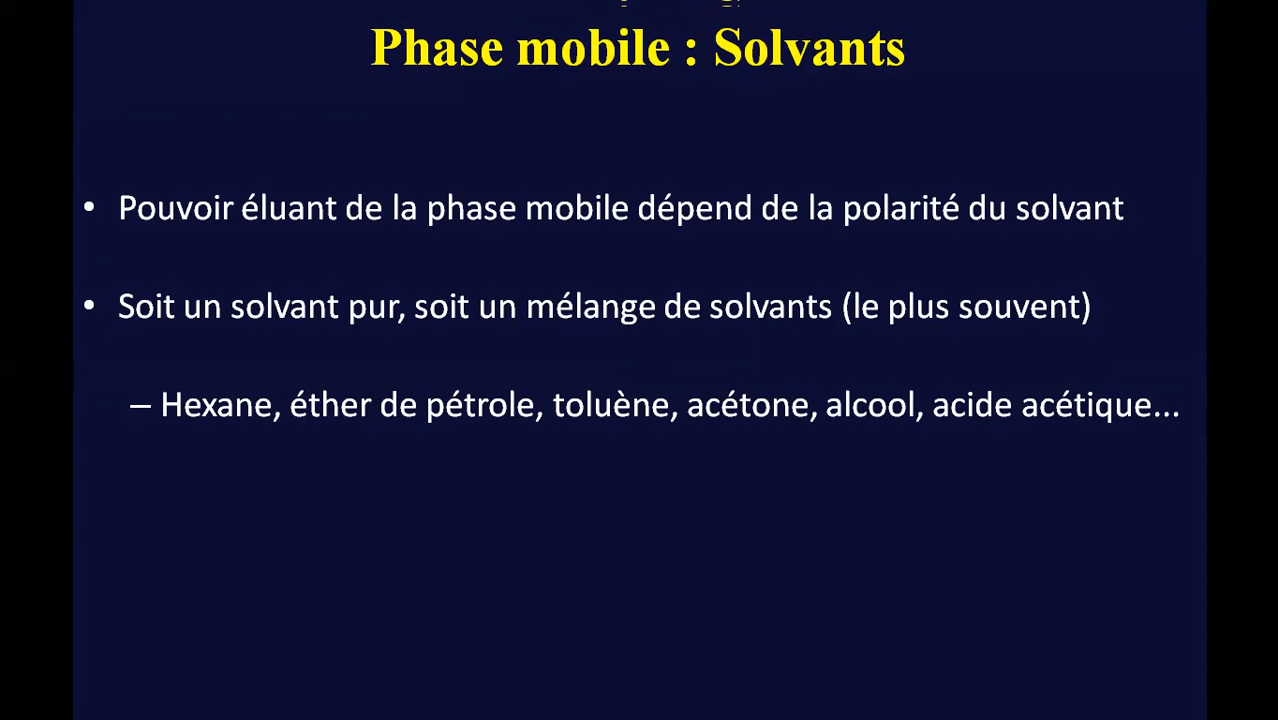 Phase mobile : Solvants
• Pouvoir éluant de la phase mobile dépend de la polarité du solvant
• Soit un solvant pur, soit un mélange de solvants (le plus souvent)
– Hexane, éther de pétrole, toluène, acétone, alcool, acide acétique...